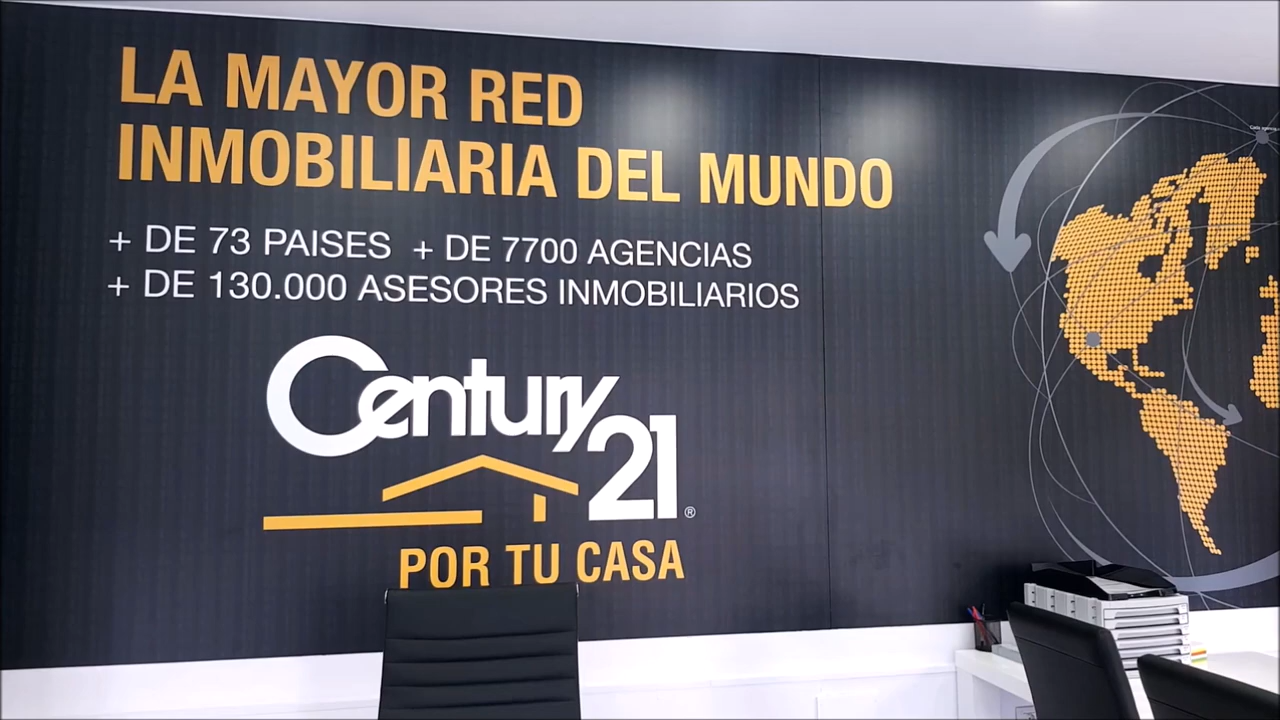 LA MAYOR RED
INMOBILIARIA DEL MUNDO
+ DE 73 PAISES + DE 7700 AGENCIAS
+ DE 130.000 ASESORES INMOBILIARIOS
Century
21®
POR TU CASA